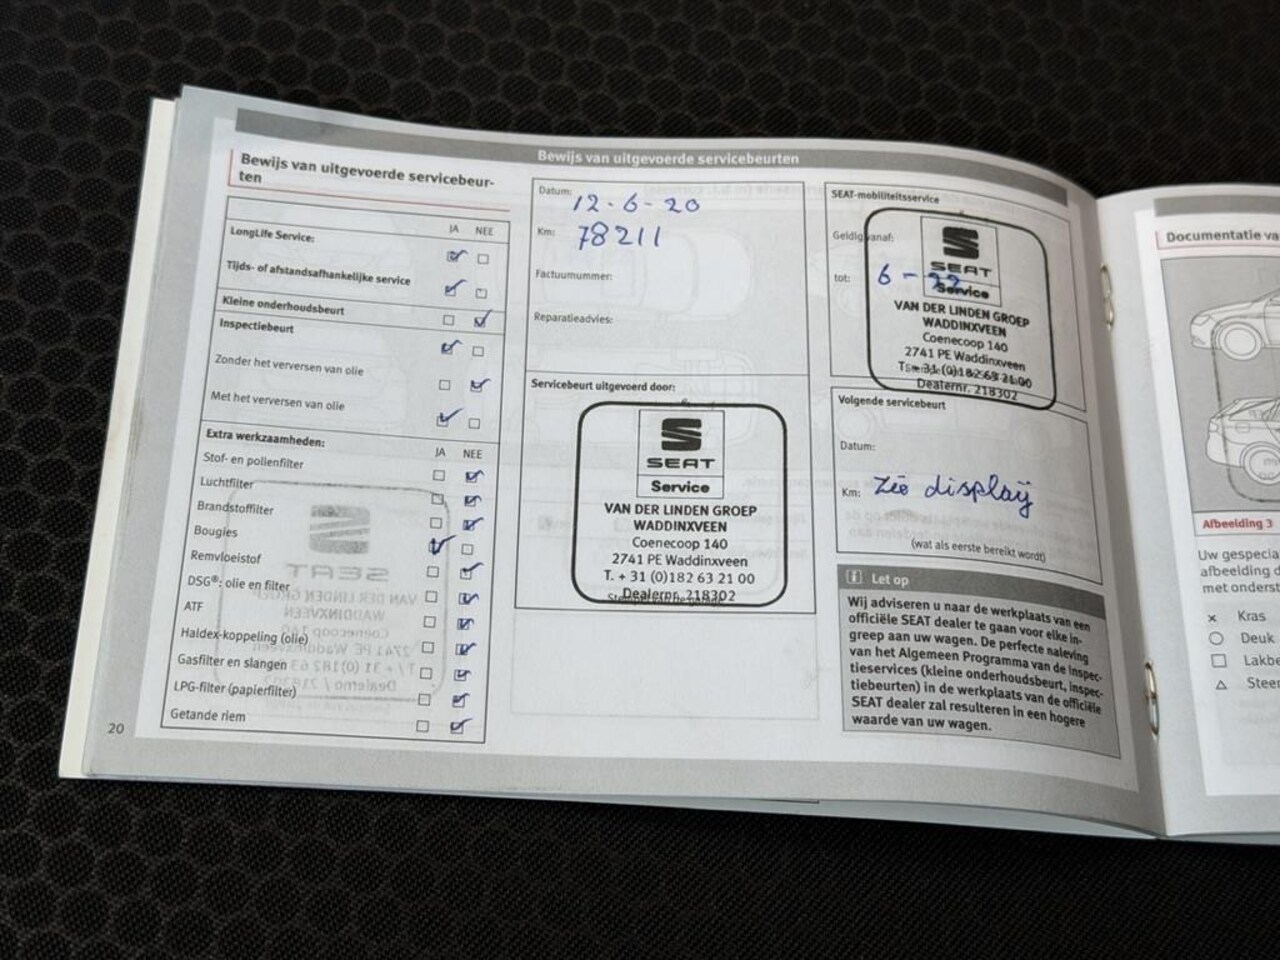 Bewijs van uitgevoerde servicebeurten
Bewijs van uitgevoerde servicebeur-
ten
JA NEE
LongLife Service:
Tijds- of afstandsafhankelijke service
Kleine onderhoudsbeurt
Inspectiebeurt
Zonder het verversen van olie
Met het verversen van olie
Extra werkzaamheden:
JA NEE
Stof- en pollenfilter
Luchtfilter
Brandstoffilter
Bougies
Remvloeistof
DSG®: olie en filter
ATF
Haldex-koppeling (olie)
Gasfilter en slangen
LPG-filter (papierfilter)
Getande riem
20
Datum: 12-6-20
Km: 78211
Factuurnummer:
Reparatieadvies:
Servicebeurt uitgevoerd door:
SEAT
Service
VAN DER LINDEN GROEP
WADDINXVEEN
Coenecoop 140
2741 PE Waddinxveen
T. + 31 (0)182 63 21 00
Dealernr. 218302
SEAT-mobiliteitsservice
Geldig vanaf:
tot: 6 - 22
SEAT
Service
VAN DER LINDEN GROEP
WADDINXVEEN
Coenecoop 140
2741 PE Waddinxveen
T. + 31 (0)182 63 21 00
Dealernr. 218302
Volgende servicebeurt
Datum:
Km: Zie display
(wat als eerste bereikt wordt)
Let op
Wij adviseren u naar de werkplaats van een
officiële SEAT dealer te gaan voor elke in-
greep aan uw wagen. De perfecte naleving
van het Algemeen Programma van de Inspec-
tieservices (kleine onderhoudsbeurt, inspec-
tiebeurten) in de werkplaats van de officiële
SEAT dealer zal resulteren in een hogere
waarde van uw wagen.
Documentatie va
Afbeelding 3
Uw gespecia
afbeelding d
met onderst
x Kras
Deuk
Lakbe
Steen